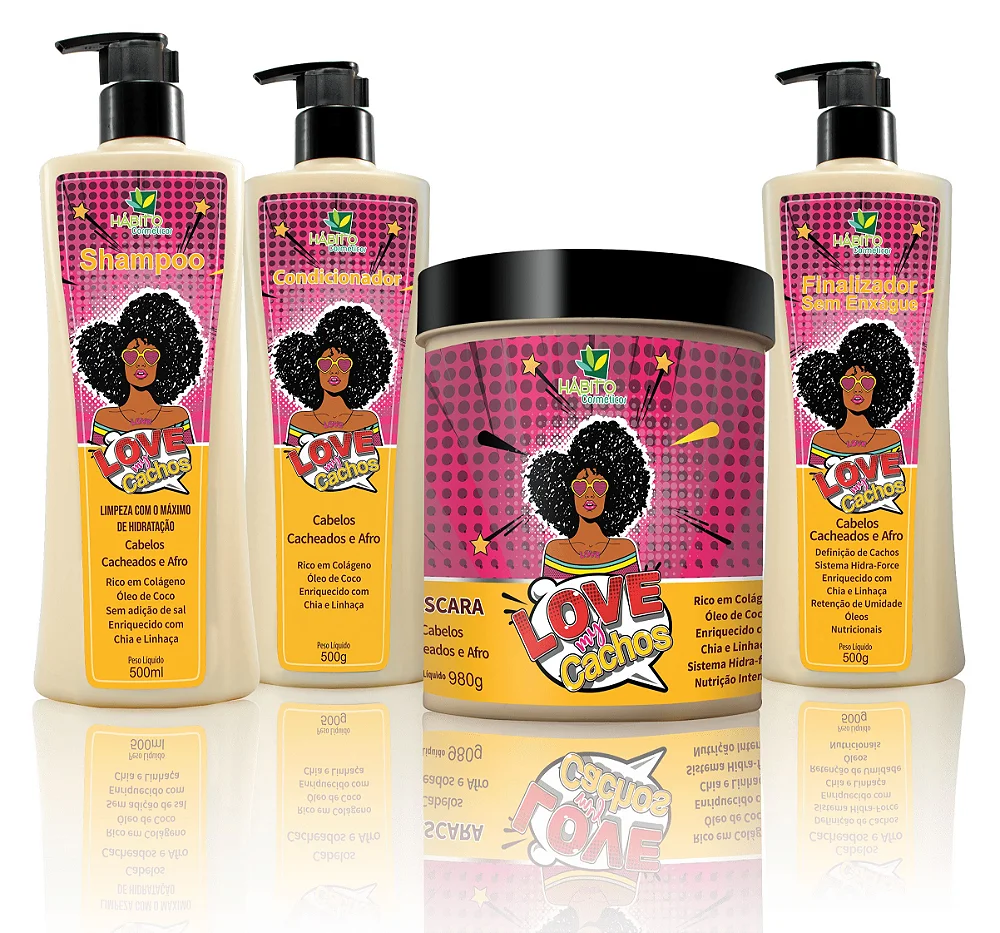 HÁBITO
Cosméticos
Shampoo
LOVE
my
Cachos
LIMPEZA COM O MÁXIMO
DE HIDRATAÇÃO
Cabelos
Cacheados e Afro
Rico em Colágeno
Óleo de Coco
Sem adição de sal
Enriquecido com
Chia e Linhaça
Peso Líquido
500ml
HÁBITO
Cosméticos
Condicionador
LOVE
my
Cachos
Cabelos
Cacheados e Afro
Rico em Colágeno
Óleo de Coco
Enriquecido com
Chia e Linhaça
Peso Líquido
500g
HÁBITO
Cosméticos
LOVE
my
Cachos
SCARA
Cabelos
eados e Afro
Líquido 980g
Rico em Colág
Óleo de Coc
Enriquecido c
Chia e Linhaç
Sistema Hidra-f
Nutrição Inten
HÁBITO
Cosméticos
Finalizador
Sem Enxágue
LOVE
my
Cachos
Cabelos
Cacheados e Afro
Definição de Cachos
Sistema Hidra-Force
Enriquecido com
Chia e Linhaça
Retenção de Umidade
Óleos
Nutricionais
Peso Líquido
500g